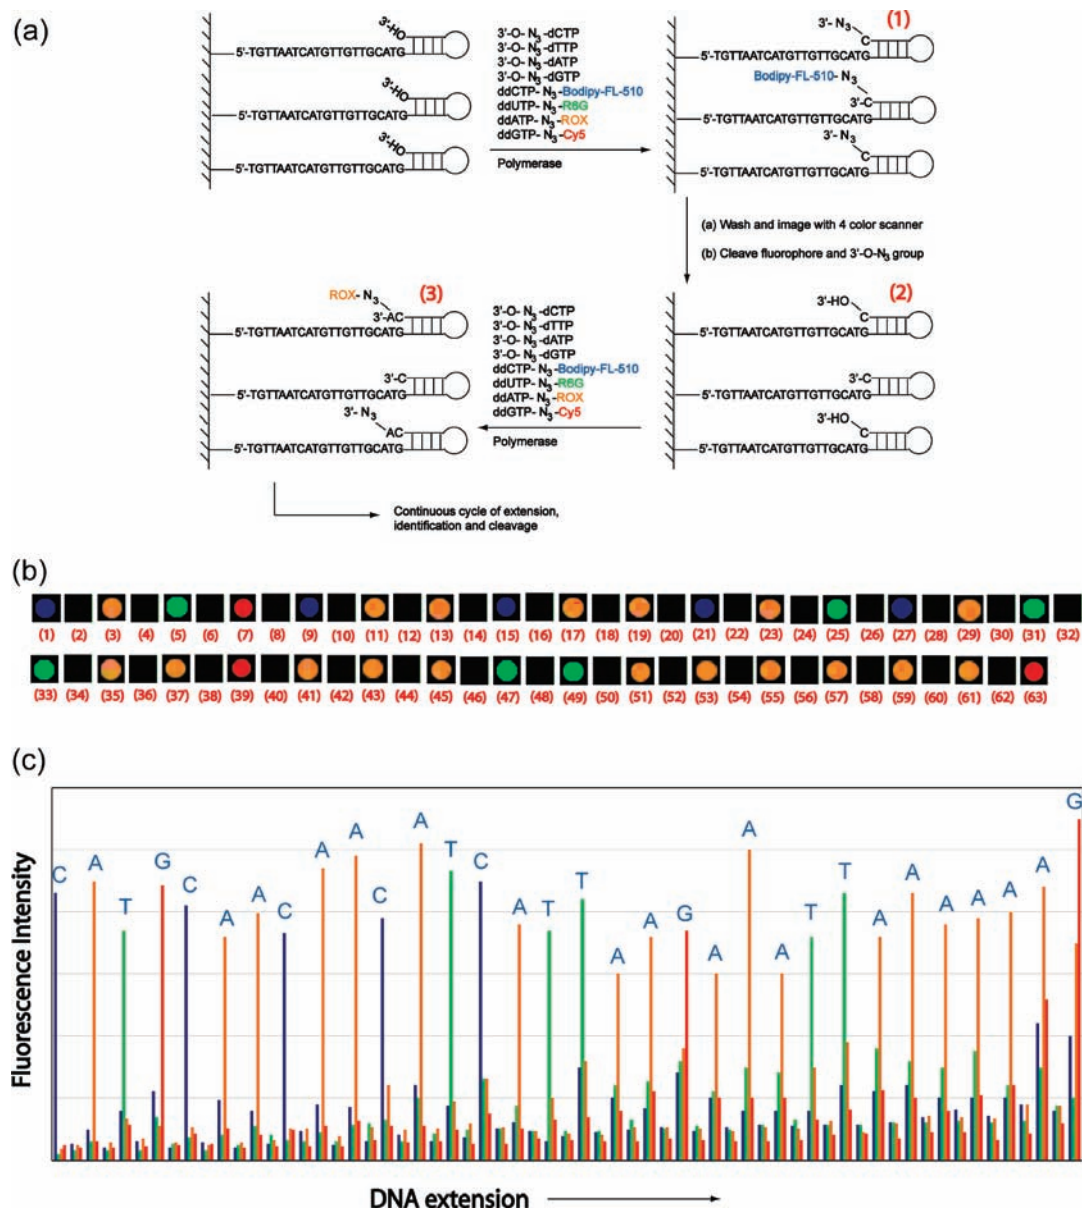 (a)
3'-HO
5'-TGTTAATCATGTTGTTGCATG
3'-HO
5'-TGTTAATCATGTTGTTGCATG
3'-HO
5'-TGTTAATCATGTTGTTGCATG
3'-O- N3-dCTP
3'-O- N3-dTTP
3'-O- N3-dATP
3'-O- N3-dGTP
ddCTP- N3-Bodipy-FL-510
ddUTP- N3-R6G
ddATP- N3-ROX
ddGTP- N3-Cy5
Polymerase
(1)
3'- N3
C
5'-TGTTAATCATGTTGTTGCATG
Bodipy-FL-510- N3
3'-C
5'-TGTTAATCATGTTGTTGCATG
3'- N3
C
5'-TGTTAATCATGTTGTTGCATG
(a) Wash and image with 4 color scanner
(b) Cleave fluorophore and 3'-O-N3 group
(2)
3'-HO
C
5'-TGTTAATCATGTTGTTGCATG
3'-C
5'-TGTTAATCATGTTGTTGCATG
3'-HO
C
5'-TGTTAATCATGTTGTTGCATG
3'-O- N3-dCTP
3'-O- N3-dTTP
3'-O- N3-dATP
3'-O- N3-dGTP
ddCTP- N3-Bodipy-FL-510
ddUTP- N3-R6G
ddATP- N3-ROX
ddGTP- N3-Cy5
Polymerase
(3)
ROX- N3
3'-AC
5'-TGTTAATCATGTTGTTGCATG
3'-C
5'-TGTTAATCATGTTGTTGCATG
3'- N3
AC
5'-TGTTAATCATGTTGTTGCATG
Continuous cycle of extension,
identification and cleavage
(b)
(1) (2) (3) (4) (5) (6) (7) (8) (9) (10) (11) (12) (13) (14) (15) (16) (17) (18) (19) (20) (21) (22) (23) (24) (25) (26) (27) (28) (29) (30) (31) (32)
(33) (34) (35) (36) (37) (38) (39) (40) (41) (42) (43) (44) (45) (46) (47) (48) (49) (50) (51) (52) (53) (54) (55) (56) (57) (58) (59) (60) (61) (62) (63)
(c)
Fluorescence Intensity
C A T G C A A C A A C A T C A T T A A G A A A T T A A A A A A G
DNA extension